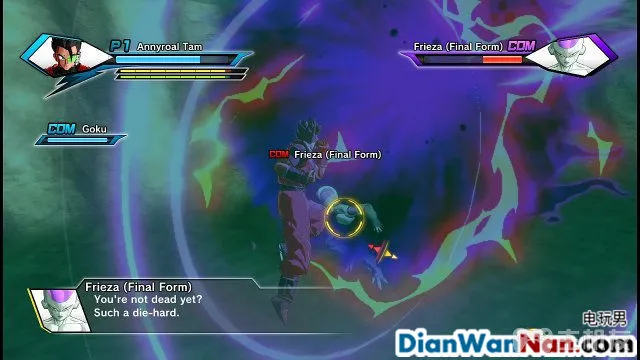 P1 Annyroal Tam
Frieza (Final Form) COM
COM Goku
COM Frieza (Final Form)
Frieza (Final Form)
You're not dead yet?
Such a die-hard.
电玩男
DianWanNan.com